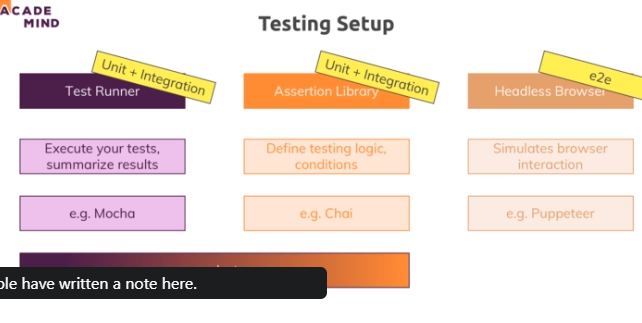 ACADE
MIND
Testing Setup
Unit + Integration
Unit + Integration
e2e
Test Runner
Assertion Library
Headless Browser
Execute your tests,
summarize results
Define testing logic,
conditions
Simulates browser
interaction
e.g. Mocha
e.g. Chai
e.g. Puppeteer
ple have written a note here.